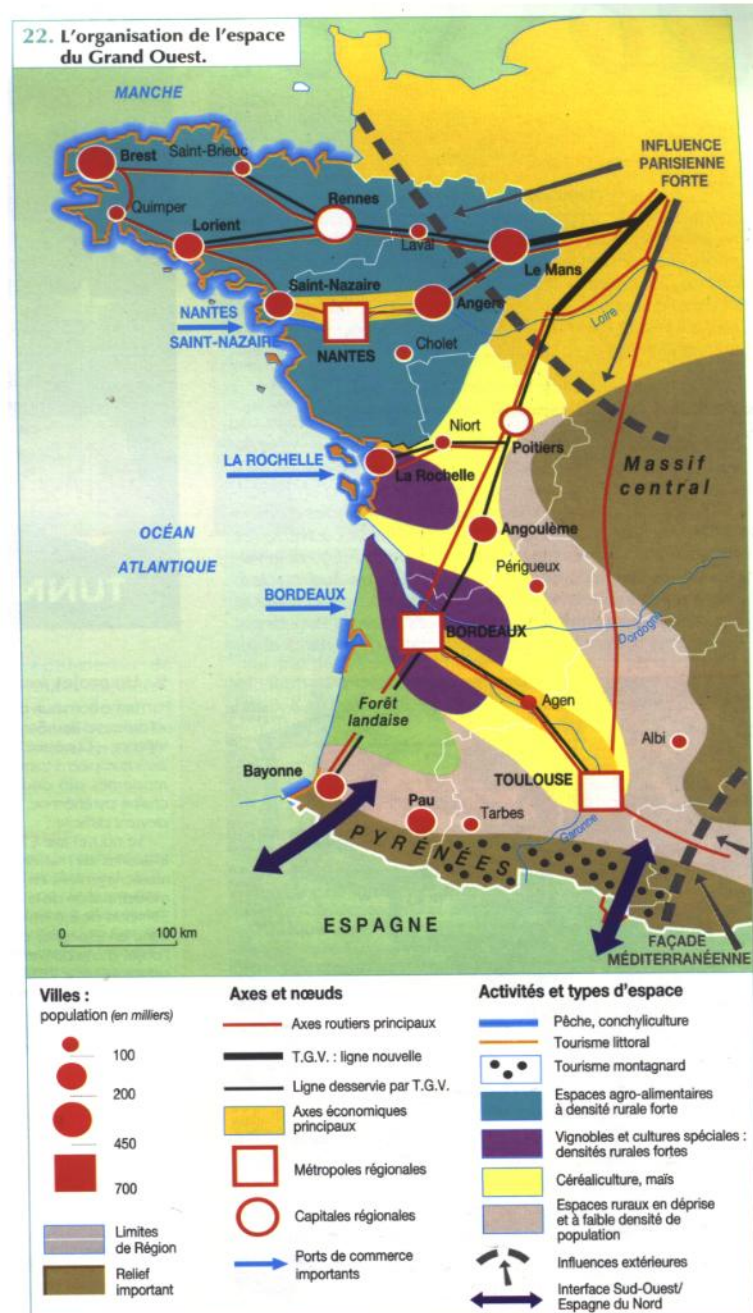 22. L'organisation de l'espace
du Grand Ouest.
MANCHE
INFLUENCE
PARISIENNE
FORTE
Brest
Saint-Brieuc
Rennes
Quimper
Lorient
Laval
Le Mans
Saint-Nazaire
Angers
Loire
NANTES
SAINT-NAZAIRE
NANTES
Cholet
Niort
Poitiers
LA ROCHELLE
La Rochelle
Massif
central
OCÉAN
ATLANTIQUE
Angoulême
Périgueux
TUNN
BORDEAUX
BORDEAUX
Dordogne
Agen
Forêt
landaise
Albi
Bayonne
TOULOUSE
Pau
Tarbes
Garonne
PYRÉNÉES
ESPAGNE
FAÇADE
MÉDITERRANÉENNE
0 100 km
Villes :
population (en milliers)
100
200
450
700
Limites
de Région
Relief
important
Axes et nœuds
Axes routiers principaux
T.G.V. : ligne nouvelle
Ligne desservie par T.G.V.
Axes économiques
principaux
Métropoles régionales
Capitales régionales
Ports de commerce
importants
Activités et types d'espace
Pêche, conchyliculture
Tourisme littoral
Tourisme montagnard
Espaces agro-alimentaires
à densité rurale forte
Vignobles et cultures spéciales :
densités rurales fortes
Céréaliculture, maïs
Espaces ruraux en déprise
et à faible densité de
population
Influences extérieures
Interface Sud-Ouest/
Espagne du Nord